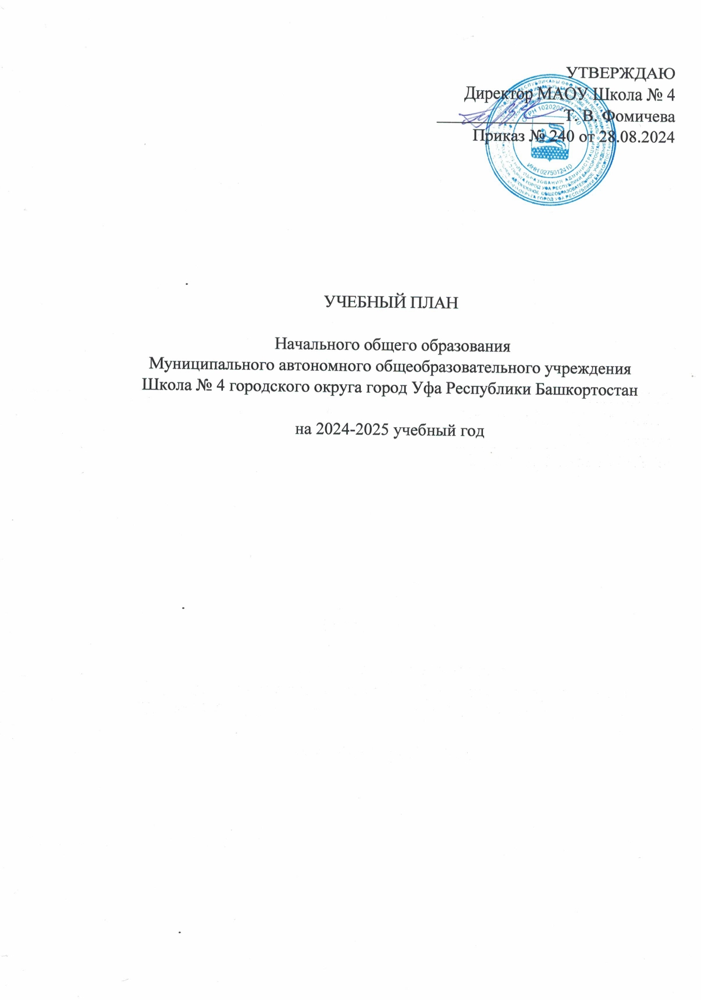 УТВЕРЖДАЮ
Директор МАОУ Школа № 4
Т. В. Фомичева
Приказ № 240 от 28.08.2024
ИНН 0275012410
УЧЕБНЫЙ ПЛАН
Начального общего образования
Муниципального автономного общеобразовательного учреждения
Школа № 4 городского округа город Уфа Республики Башкортостан
на 2024-2025 учебный год